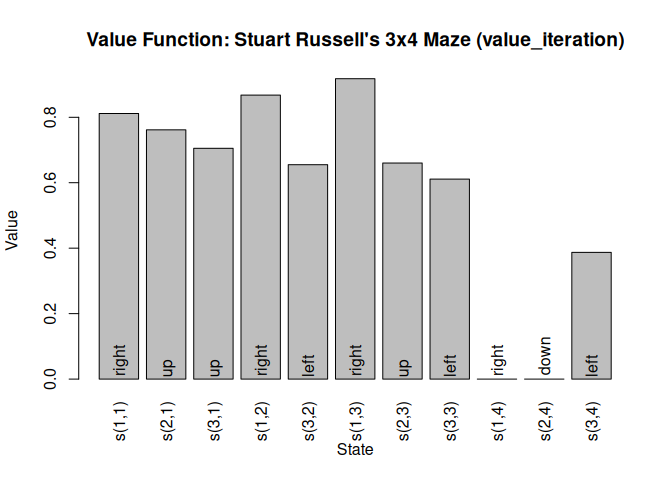 Value Function: Stuart Russell's 3x4 Maze (value_iteration)
Value
0.8
0.6
0.4
0.2
0.0
right
up
up
right
left
right
up
left
right
down
left
s(1,1)
s(2,1)
s(3,1)
s(1,2)
s(3,2)
s(1,3)
s(2,3)
s(3,3)
s(1,4)
s(2,4)
s(3,4)
State